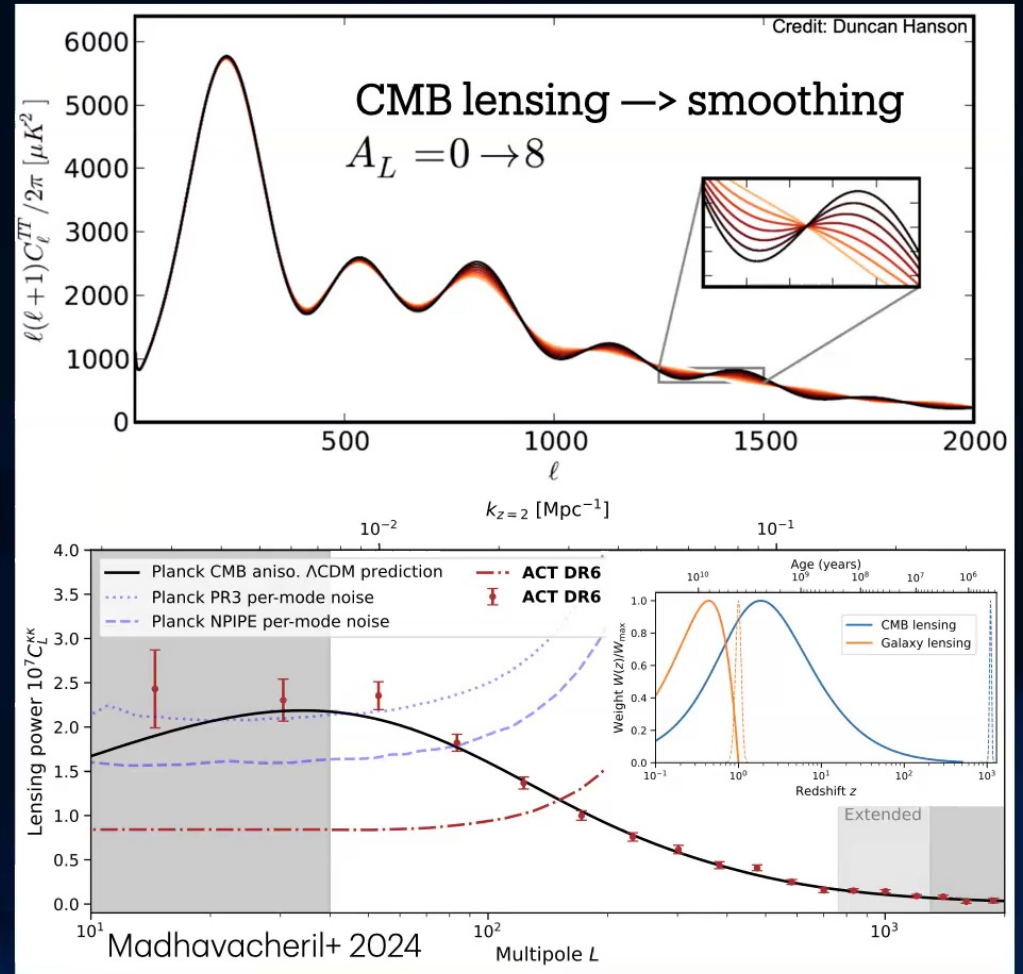 Credit: Duncan Hanson
CMB lensing —> smoothing
A_L = 0 → 8
ℓ(ℓ+1)C_ℓ^{TT}/2π [μK²]
6000
5000
4000
3000
2000
1000
0
500 1000 1500 2000
ℓ
k_{z=2} [Mpc⁻¹]
10⁻² 10⁻¹
Lensing power 10⁷C_L^{κκ}
4.0
3.5
3.0
2.5
2.0
1.5
1.0
0.5
0.0
Planck CMB aniso. ΛCDM prediction
Planck PR3 per-mode noise
Planck NPIPE per-mode noise
ACT DR6
ACT DR6
Age (years)
10¹⁰ 10⁹ 10⁸ 10⁷ 10⁶
Weight W(z)/W_{max}
1.0
0.8
0.6
0.4
0.2
0.0
CMB lensing
Galaxy lensing
10⁻¹ 10⁰ 10¹ 10² 10³
Redshift z
Extended
10¹ 10² 10³
Madhavacheril+ 2024
Multipole L